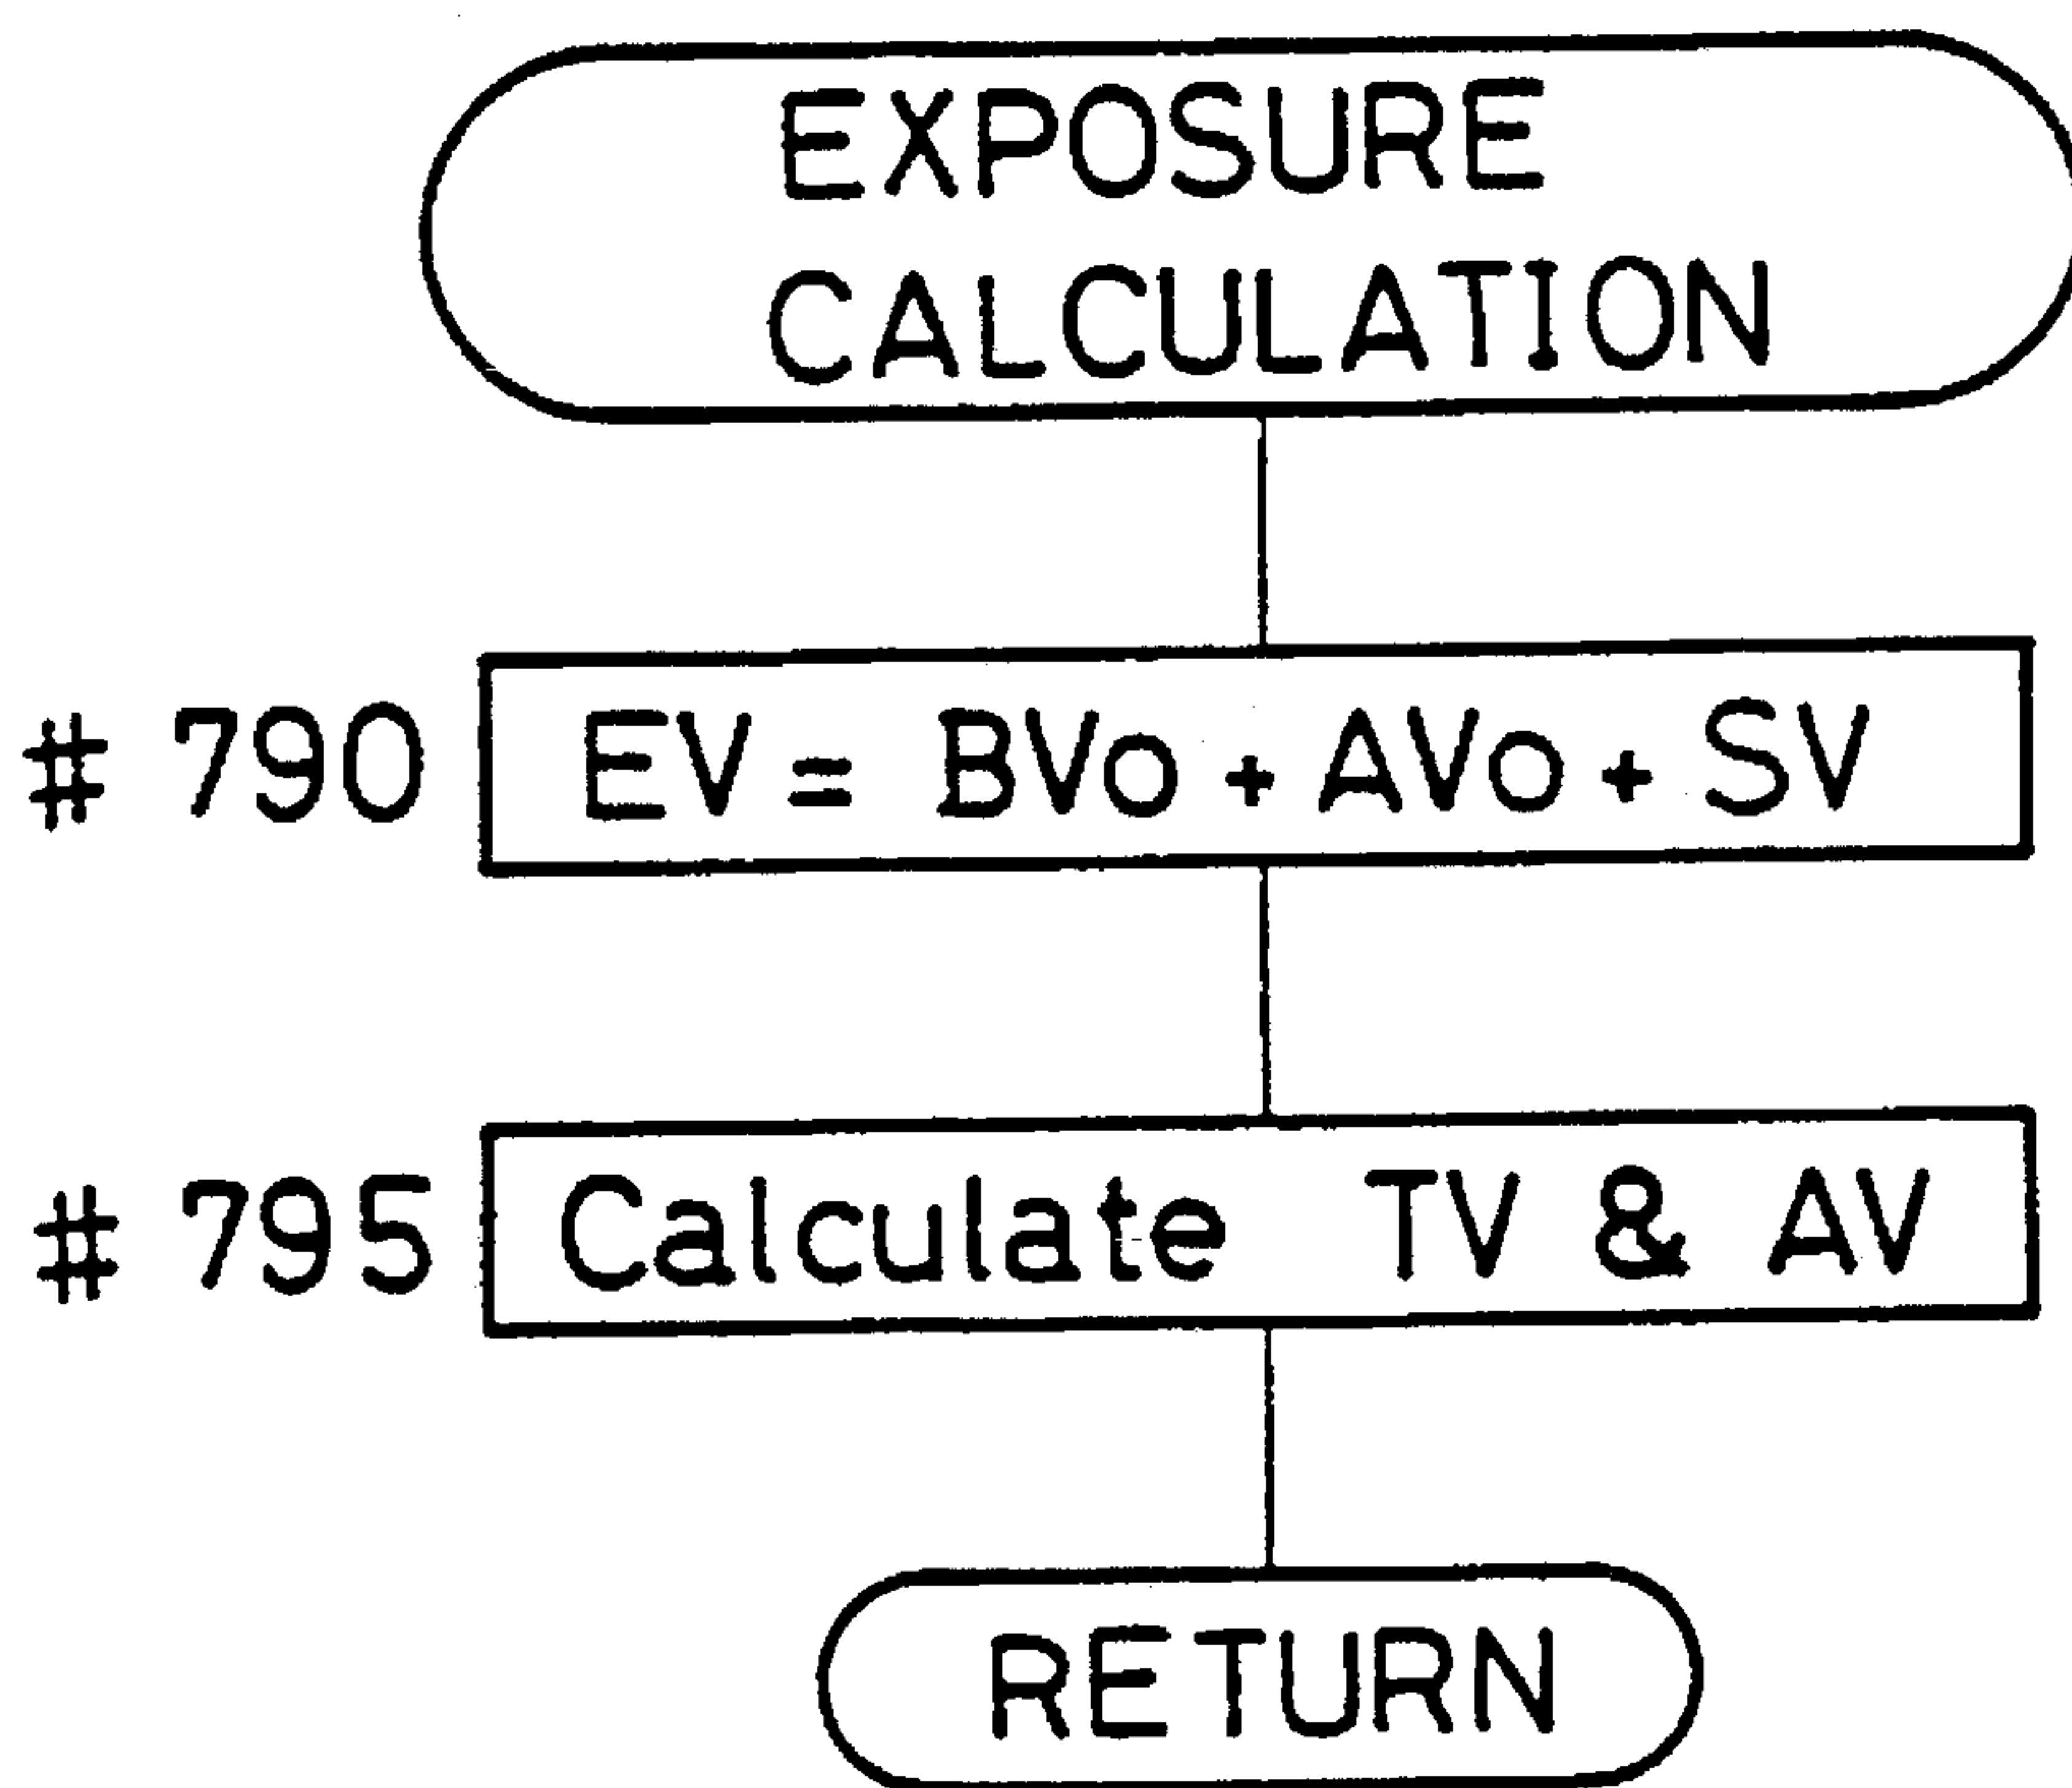 EXPOSURE
CALCULATION
# 790 EV = BVo + AVo + SV
# 795 Calculate TV & AV
RETURN